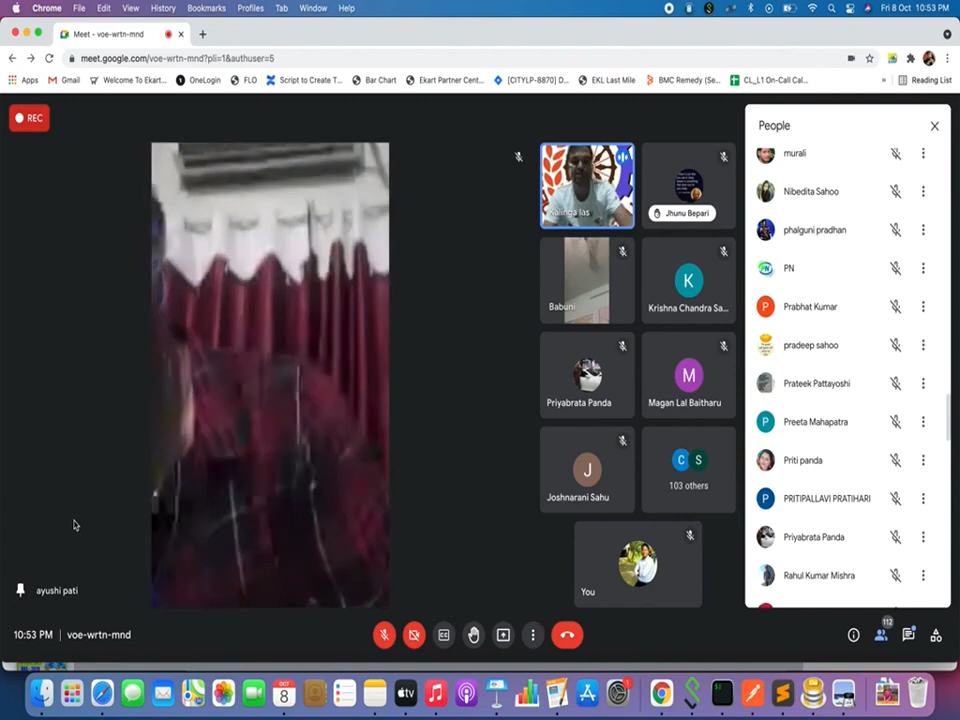 Chrome File Edit View History Bookmarks Profiles Tab Window Help Fri 8 Oct 10:53 PM
Meet - voe-wrtn-mnd
meet.google.com/voe-wrtn-mnd?pli=1&authuser=5
Apps Gmail Welcome To Ekart... OneLogin FLO Script to Create T... Bar Chart Ekart Partner Cent... [CITYLP-8870] D... EKL Last Mile BMC Remedy (Se... CL_L1 On-Call Cal... » Reading List
REC
People
murali
Nibedita Sahoo
phalguni pradhan
PN
Prabhat Kumar
pradeep sahoo
Prateek Pattayoshi
Preeta Mahapatra
Priti panda
PRITIPALLAVI PRATIHARI
Priyabrata Panda
Rahul Kumar Mishra
P
P
P
Kalinga las
Jhunu Bepari
Babuni
K
Krishna Chandra Sa...
Priyabrata Panda
M
Magan Lal Baitharu
J
Joshnarani Sahu
C S
103 others
You
ayushi pati
10:53 PM | voe-wrtn-mnd
112
OCT
8
tv
1